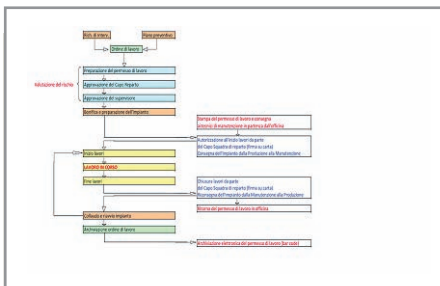 Rich. di Interv.
Piano preventivo
Ordine di lavoro
Preparazione del permesso di lavoro
Valutazione del rischio
Approvazione del Capo Reparto
Approvazione del supervisore
Bonifica e preparazione dell'impianto
Stampa del permesso di lavoro e consegna
al tecnico di manutenzione in partenza dall'officina
Autorizzazione all'inizio lavori da parte
del Capo Squadra di reparto (firma su carta)
Consegna dell'impianto dalla Produzione alla Manutenzione
Inizio lavori
LAVORO IN CORSO
Fine lavori
Chiusura lavori da parte
del Capo Squadra di reparto (firma su carta)
Riconsegna dell'impianto dalla Manutenzione alla Produzione
Ritorno del permesso di lavoro in officina
Collaudo e riavvio impianto
Archiviazione ordine di lavoro
Archiviazione elettronica del permesso di lavoro (bar code)